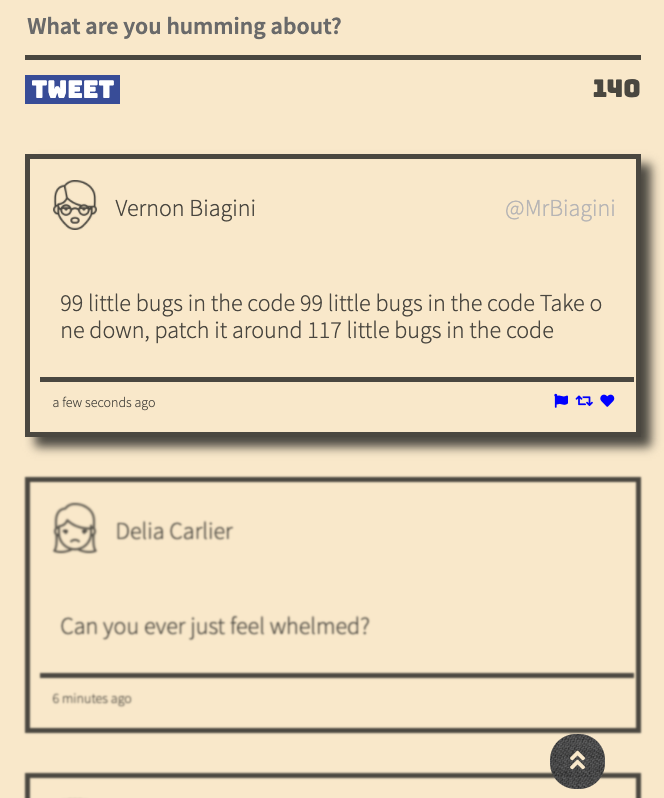 What are you humming about?
TWEET 140
Vernon Biagini @MrBiagini
99 little bugs in the code 99 little bugs in the code Take o
ne down, patch it around 117 little bugs in the code
a few seconds ago
Delia Carlier
Can you ever just feel whelmed?
6 minutes ago